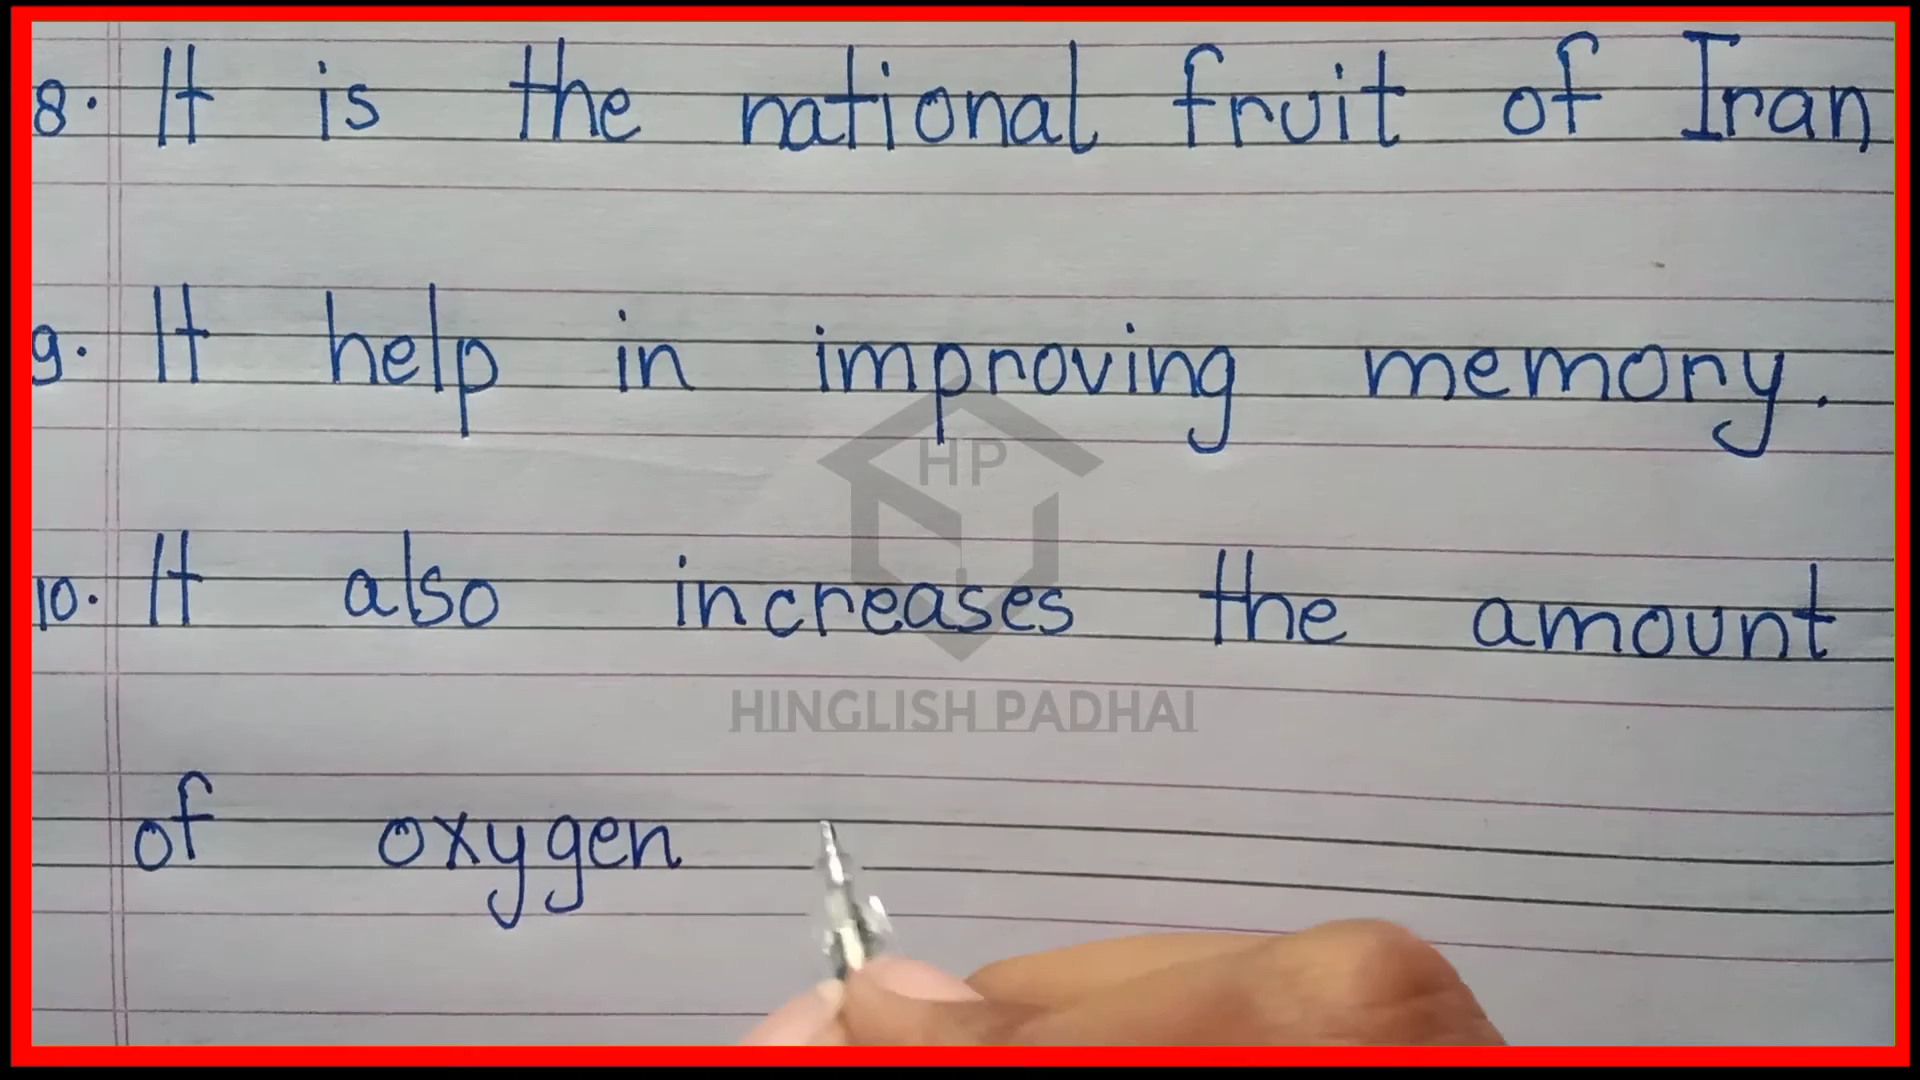 8. It is the national fruit of Iran
9. It help in improving memory.
HP
10. It also increases the amount
HINGLISH PADHAI
of oxygen